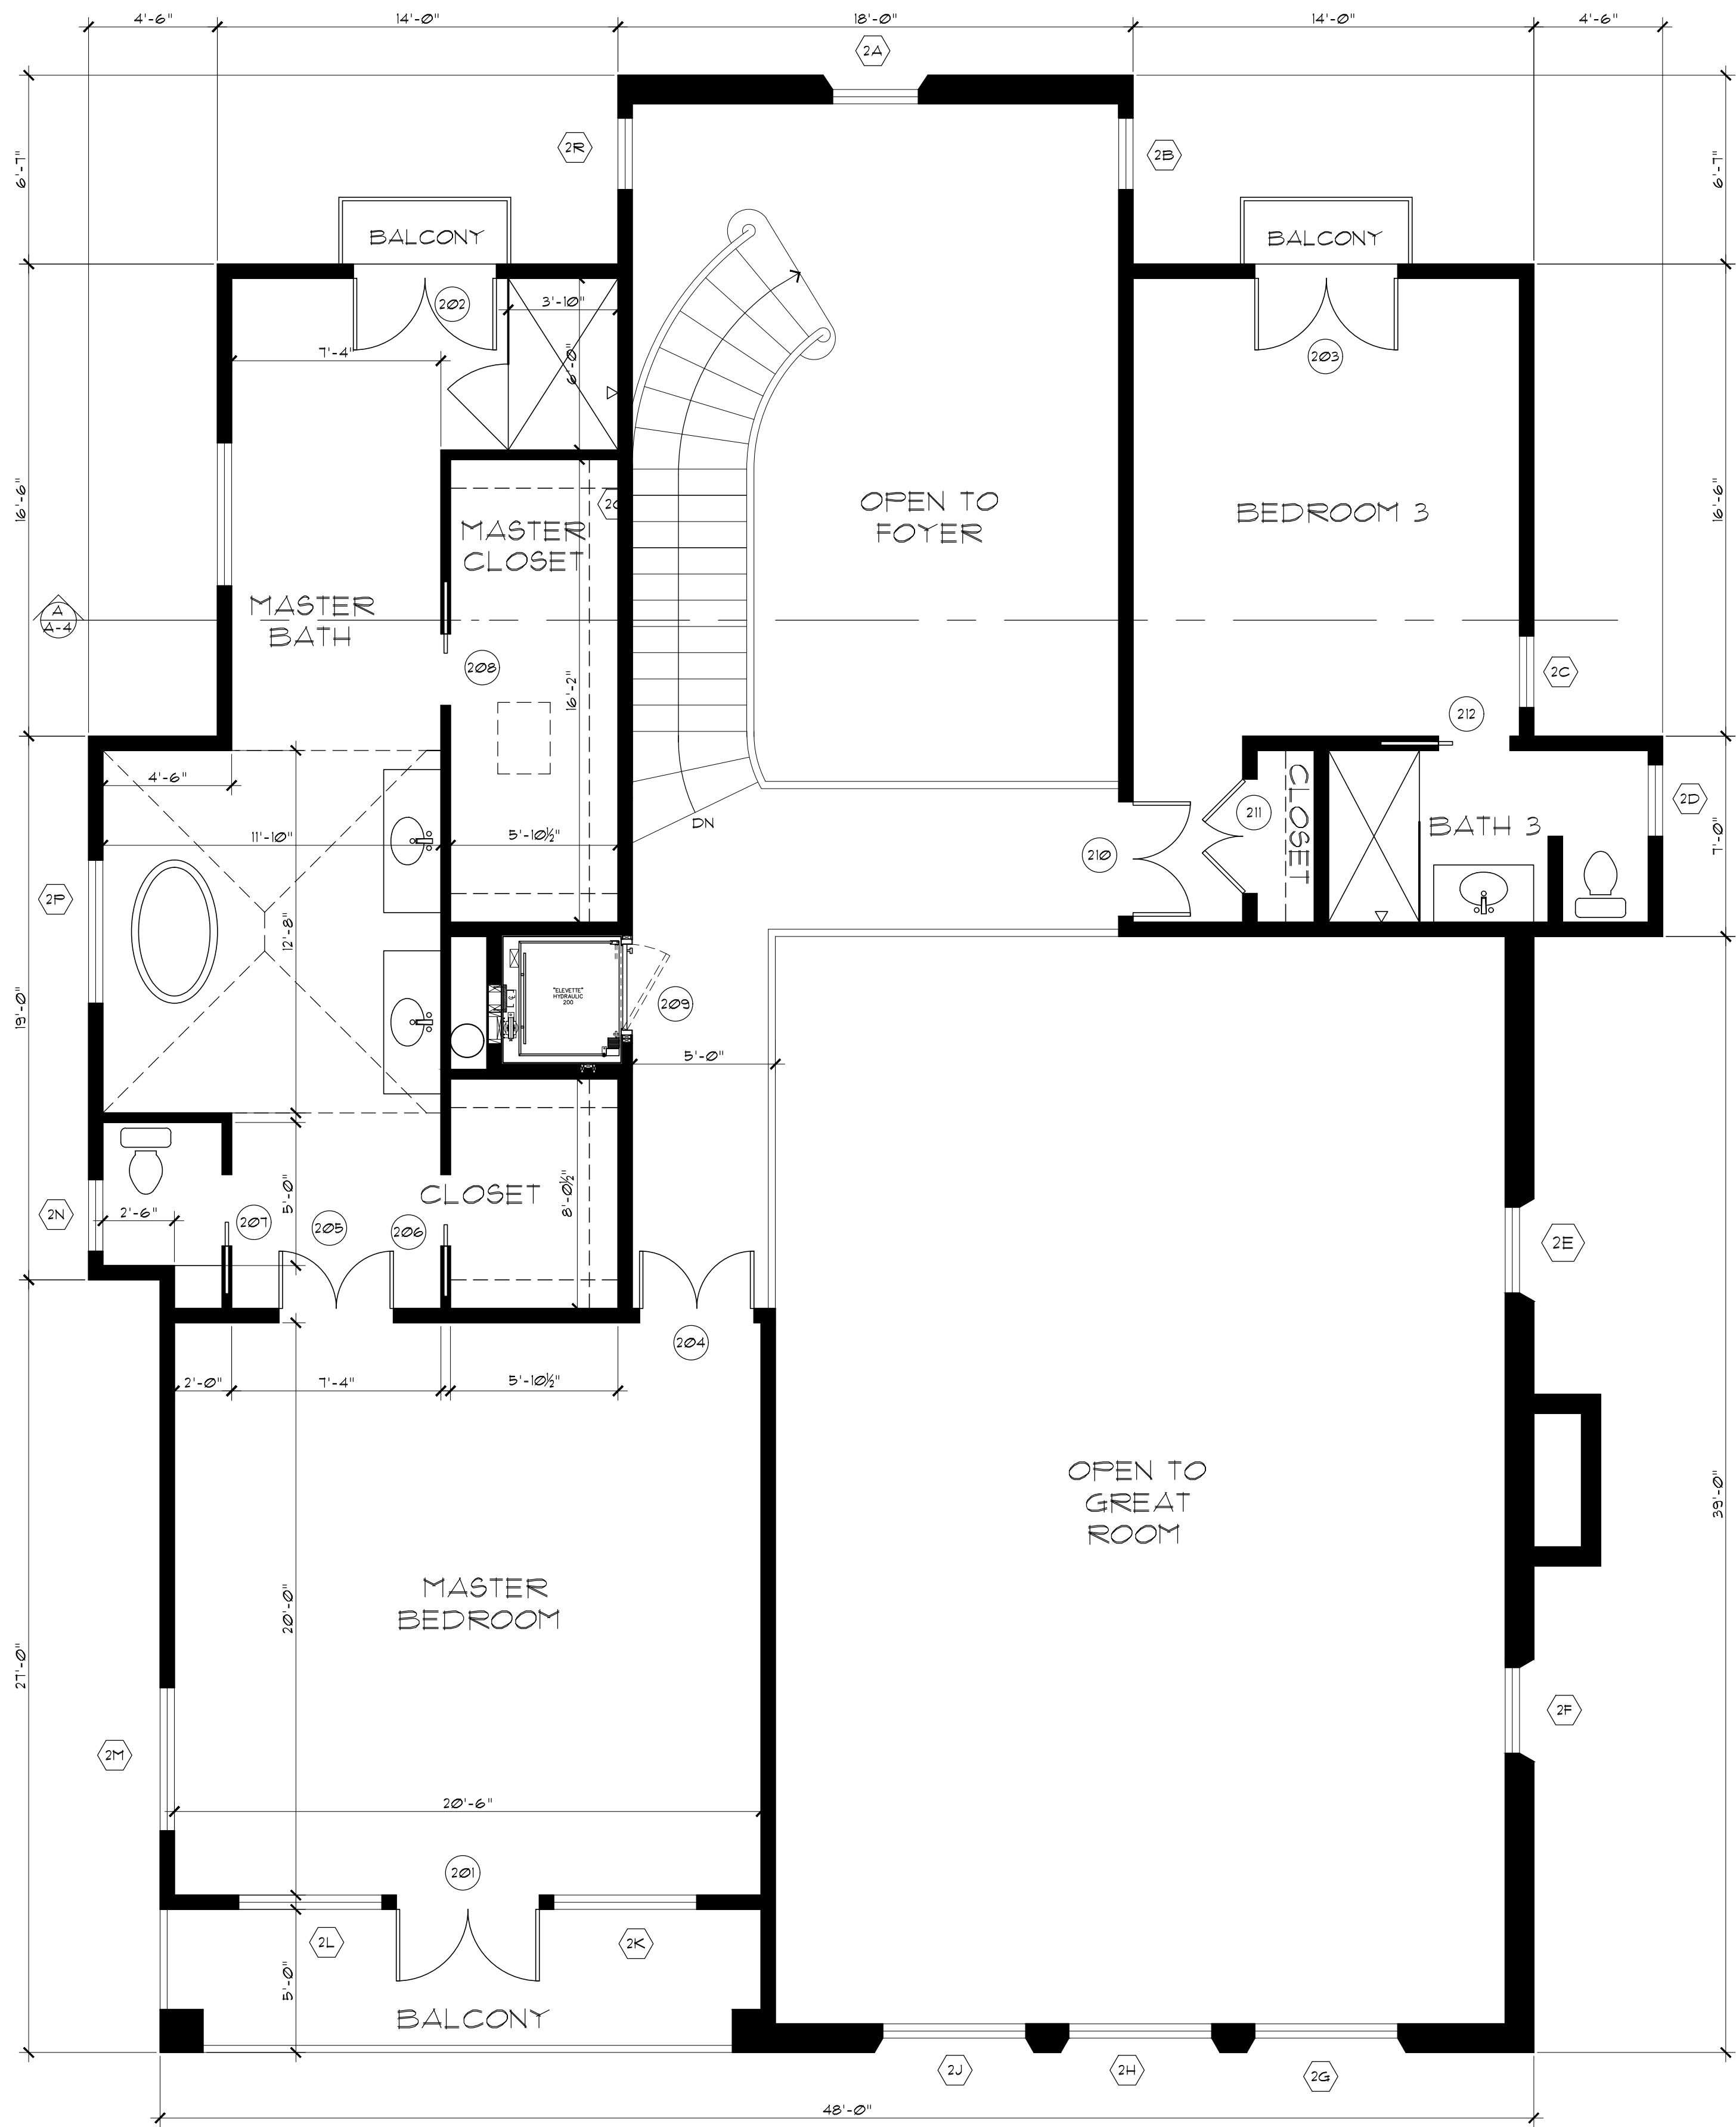 4'-6"
14'-0"
18'-0"
14'-0"
4'-6"
2A
2R
2B
6'-7"
6'-7"
BALCONY
BALCONY
202
3'-10"
7'-4"
6'-0"
203
16'-6"
16'-6"
2Q
MASTER
CLOSET
OPEN TO
FOYER
BEDROOM 3
A
A-4
MASTER
BATH
208
16'-2"
2C
212
4'-6"
2D
DN
11'-10"
5'-10½"
210
211
CLOSET
BATH 3
7'-0"
2P
12'-8"
"ELEVETTE"
HYDRAULIC
200
209
19'-0"
5'-0"
CLOSET
8'-0½"
5'-0"
2N
2'-6"
207
205
206
2E
204
2'-0"
7'-4"
5'-10½"
OPEN TO
GREAT
ROOM
39'-0"
MASTER
BEDROOM
20'-0"
27'-0"
2F
2M
20'-6"
201
2L
2K
5'-0"
BALCONY
2J
2H
2G
48'-0"